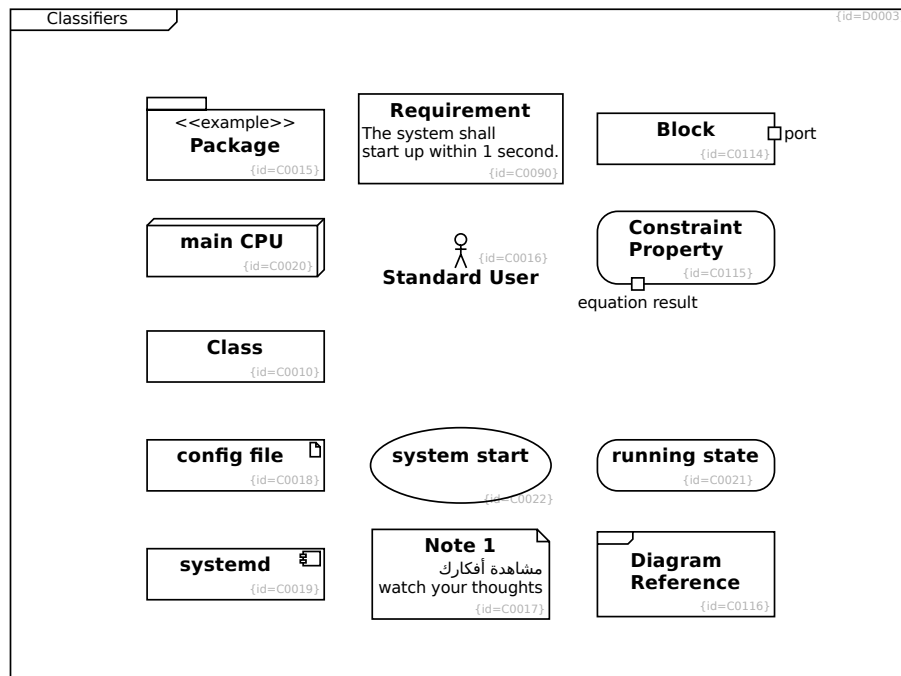 Classifiers
{id=D0003
<<example>>
Package
{id=C0015}
Requirement
The system shall
start up within 1 second.
{id=C0090}
Block
port
{id=C0114}
main CPU
{id=C0020}
{id=C0016}
Standard User
Constraint
Property
{id=C0115}
equation result
Class
{id=C0010}
config file
{id=C0018}
system start
{id=C0022}
running state
{id=C0021}
systemd
{id=C0019}
Note 1
مشاهدة أفكارك
watch your thoughts
{id=C0017}
Diagram
Reference
{id=C0116}